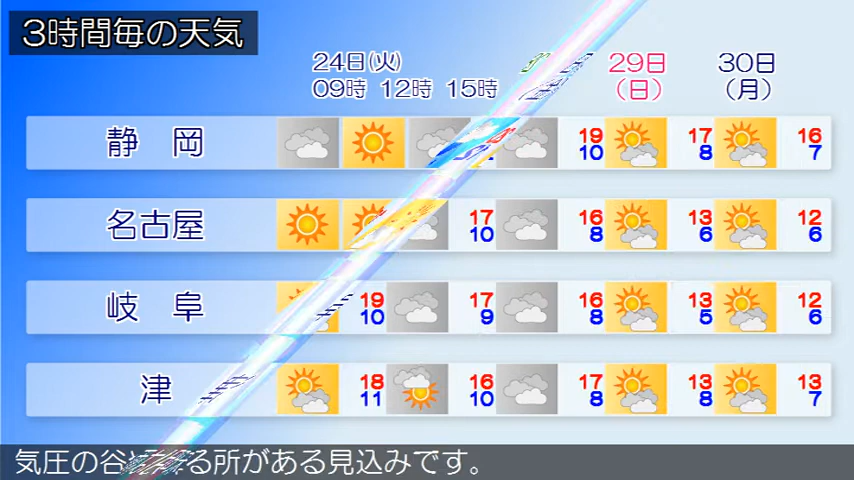 3時間毎の天気
24日(火) 29日 30日
09時 12時 15時 (日) (月)
静岡 19 17 16
10 8 7
名古屋 17 16 13 12
10 8 6 6
岐阜 19 17 16 13 12
10 9 8 5 6
津 18 16 17 13 13
11 10 8 8 7
気圧の谷 る所がある見込みです。